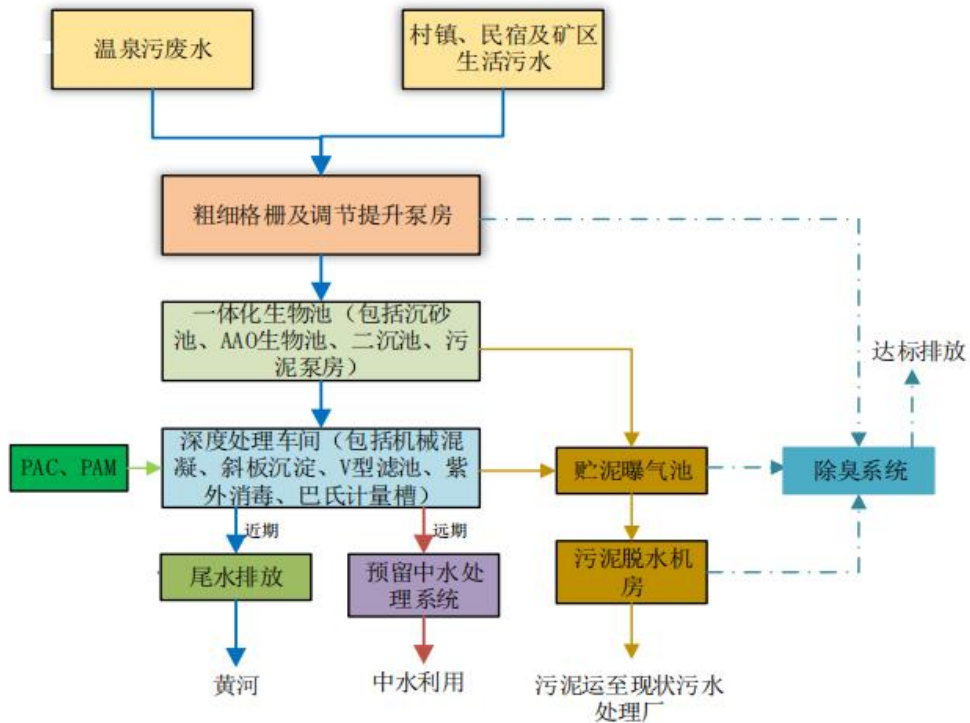 温泉污废水
村镇、民宿及矿区
生活污水
粗细格栅及调节提升泵房
一体化生物池（包括沉砂
池、AAO生物池、二沉池、污
泥泵房）
达标排放
PAC、PAM
深度处理车间（包括机械混
凝、斜板沉淀、V型滤池、紫
外消毒、巴氏计量槽）
贮泥曝气池
除臭系统
近期
远期
尾水排放
预留中水处
理系统
污泥脱水机
房
黄河
中水利用
污泥运至现状污水
处理厂